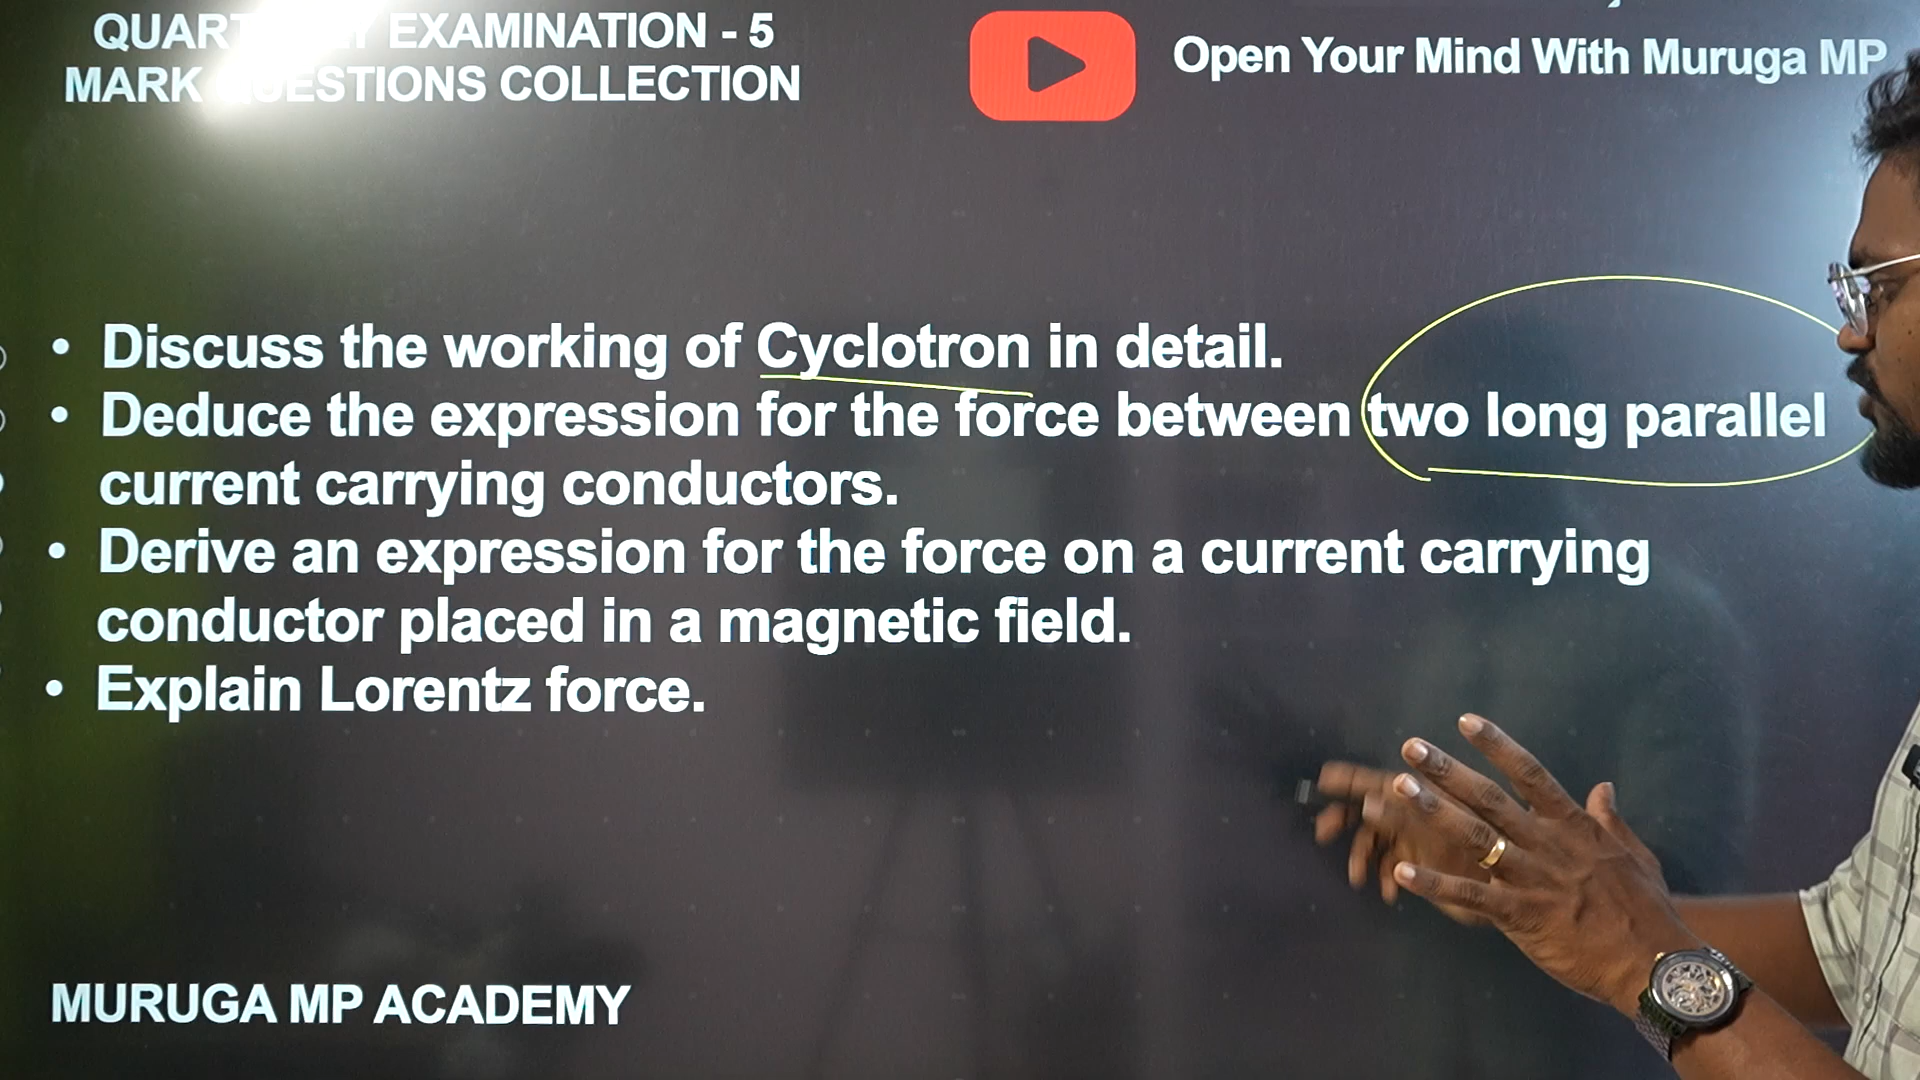 EXAMINATION - 5
MARK QUESTIONS COLLECTION
Open Your Mind With Muruga MP
• Discuss the working of Cyclotron in detail.
• Deduce the expression for the force between two long parallel
current carrying conductors.
• Derive an expression for the force on a current carrying
conductor placed in a magnetic field.
• Explain Lorentz force.
MURUGA MP ACADEMY